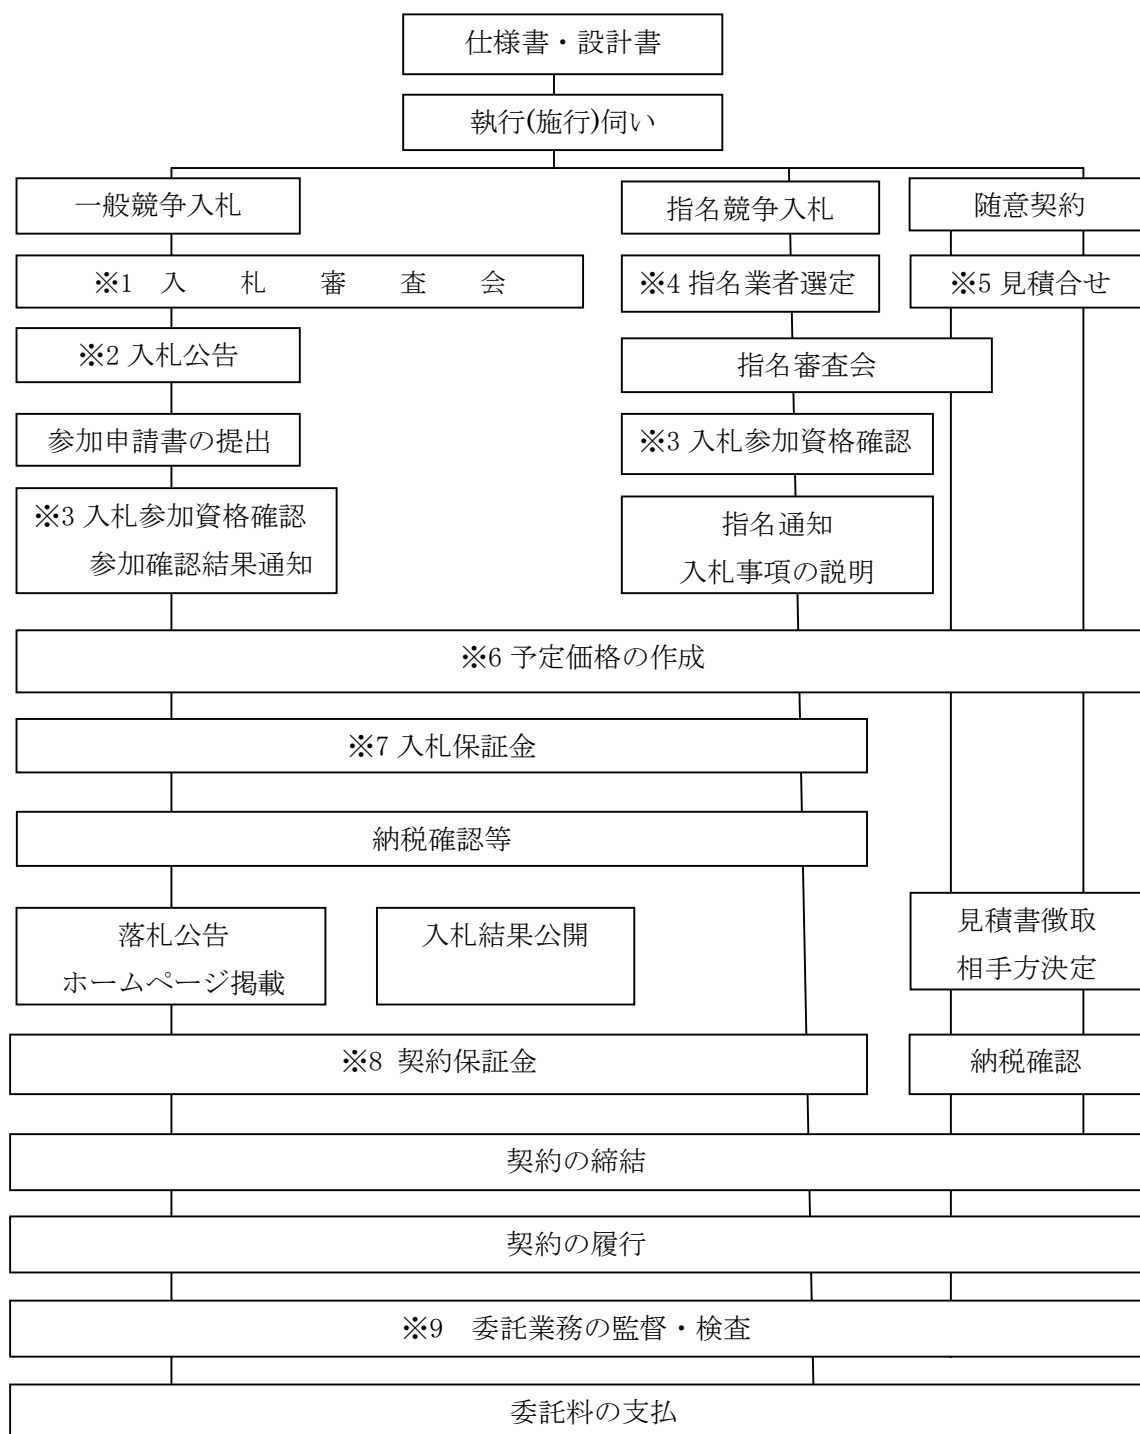 仕様書・設計書
執行(施行)伺い
一般競争入札
指名競争入札
随意契約
※1 入 札 審 査 会
※4 指名業者選定
※5 見積合せ
※2 入札公告
指名審査会
参加申請書の提出
※3 入札参加資格確認
※3 入札参加資格確認
参加確認結果通知
指名通知
入札事項の説明
※6 予定価格の作成
※7 入札保証金
納税確認等
落札公告
ホームページ掲載
入札結果公開
見積書徴取
相手方決定
※8 契約保証金
納税確認
契約の締結
契約の履行
※9 委託業務の監督・検査
委託料の支払